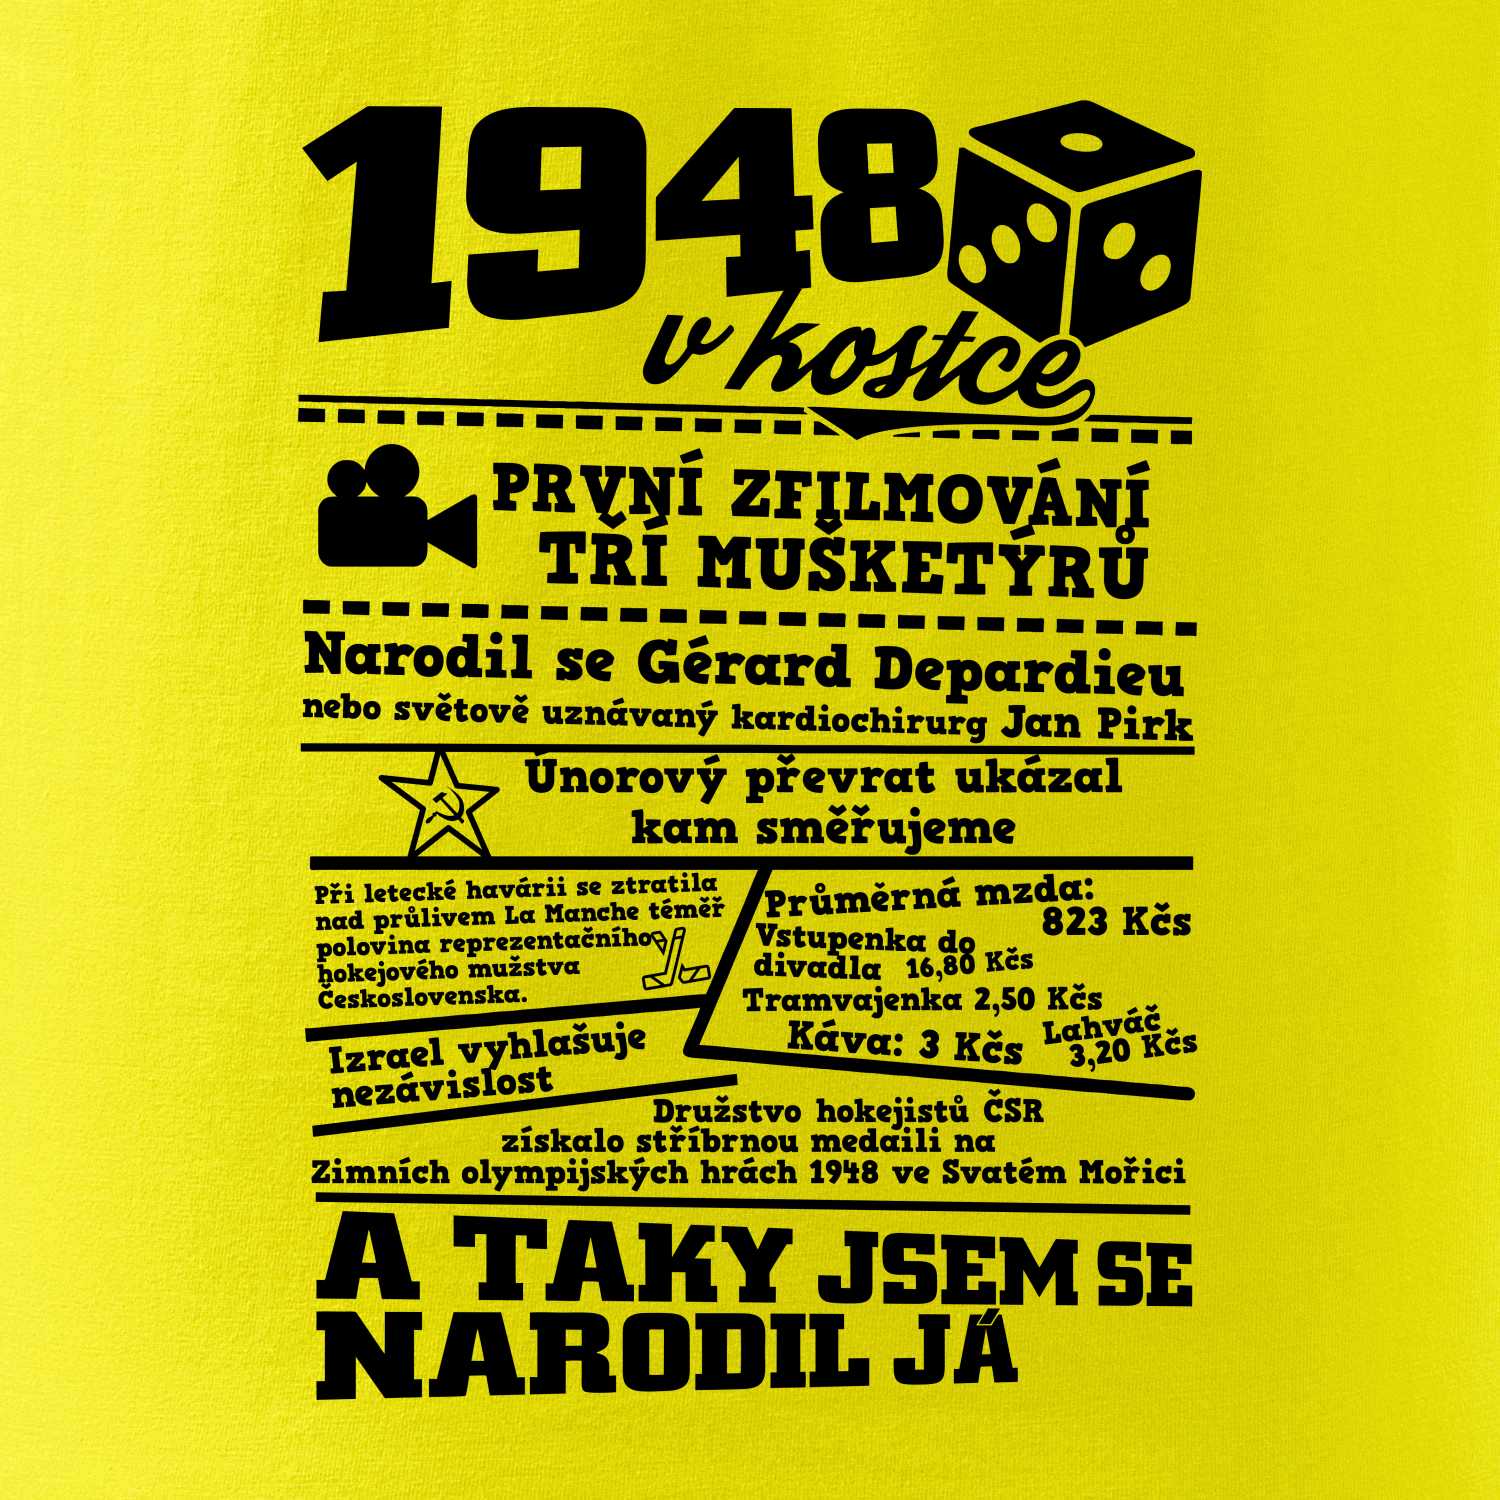 1948
v kostce
PRVNÍ ZFILMOVÁNÍ
TŘÍ MUŠKETÝRŮ
Narodil se Gérard Depardieu
nebo světově uznávaný kardiochirurg Jan Pirk
Únorový převrat ukázal
kam směřujeme
Při letecké havárii se ztratila
nad průlivem La Manche téměř
polovina reprezentačního
hokejového mužstva
Československa.
Izrael vyhlašuje
nezávislost
Průměrná mzda:
823 Kčs
Vstupenka do
divadla 16,80 Kčs
Tramvajenka 2,50 Kčs
Káva: 3 Kčs
Lahváč
3,20 Kčs
Družstvo hokejistů ČSR
získalo stříbrnou medaili na
Zimních olympijských hrách 1948 ve Svatém Mořici
A TAKY JSEM SE
NARODIL JÁ